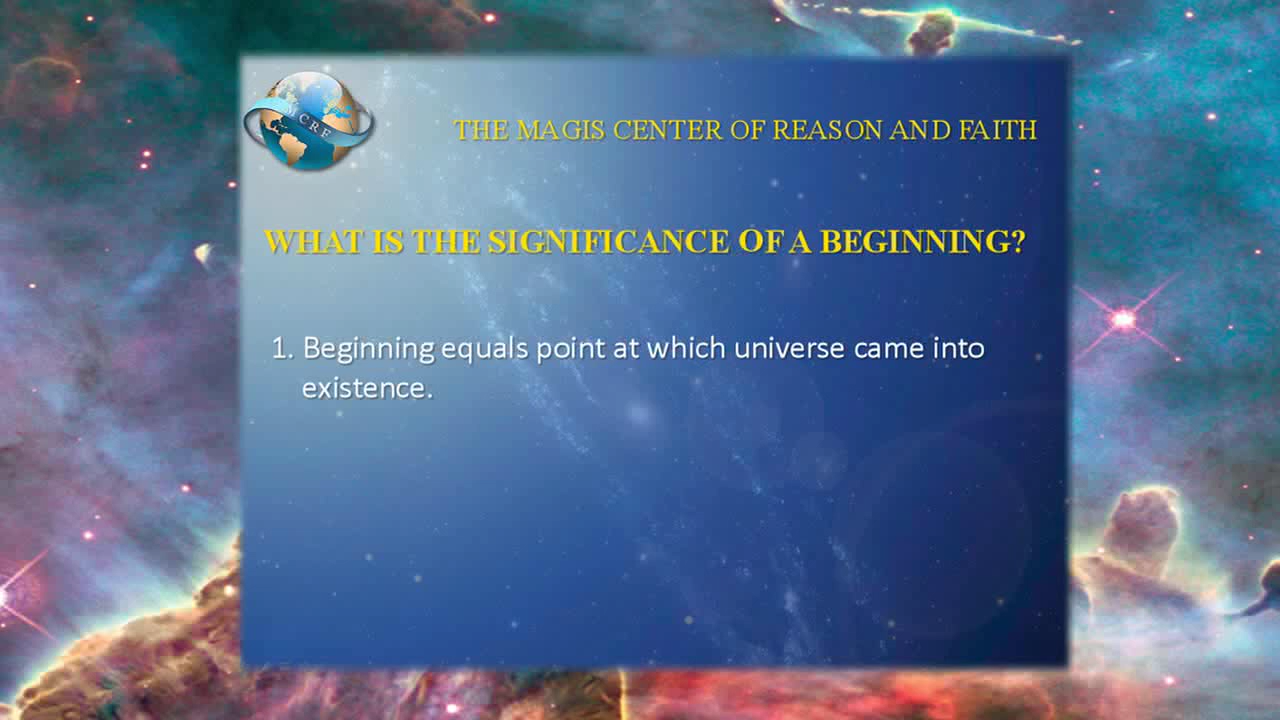 MCRF
THE MAGIS CENTER OF REASON AND FAITH
WHAT IS THE SIGNIFICANCE OF A BEGINNING?
1. Beginning equals point at which universe came into
existence.